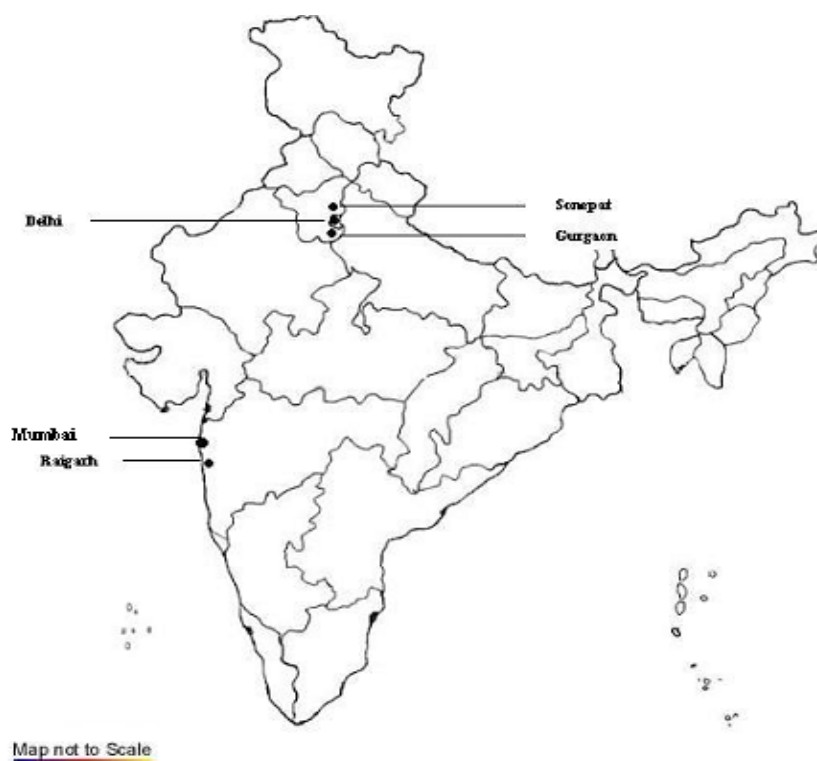 Sonepat
Delhi
Gurgaon
Mumbai
Raigarh
Map not to Scale